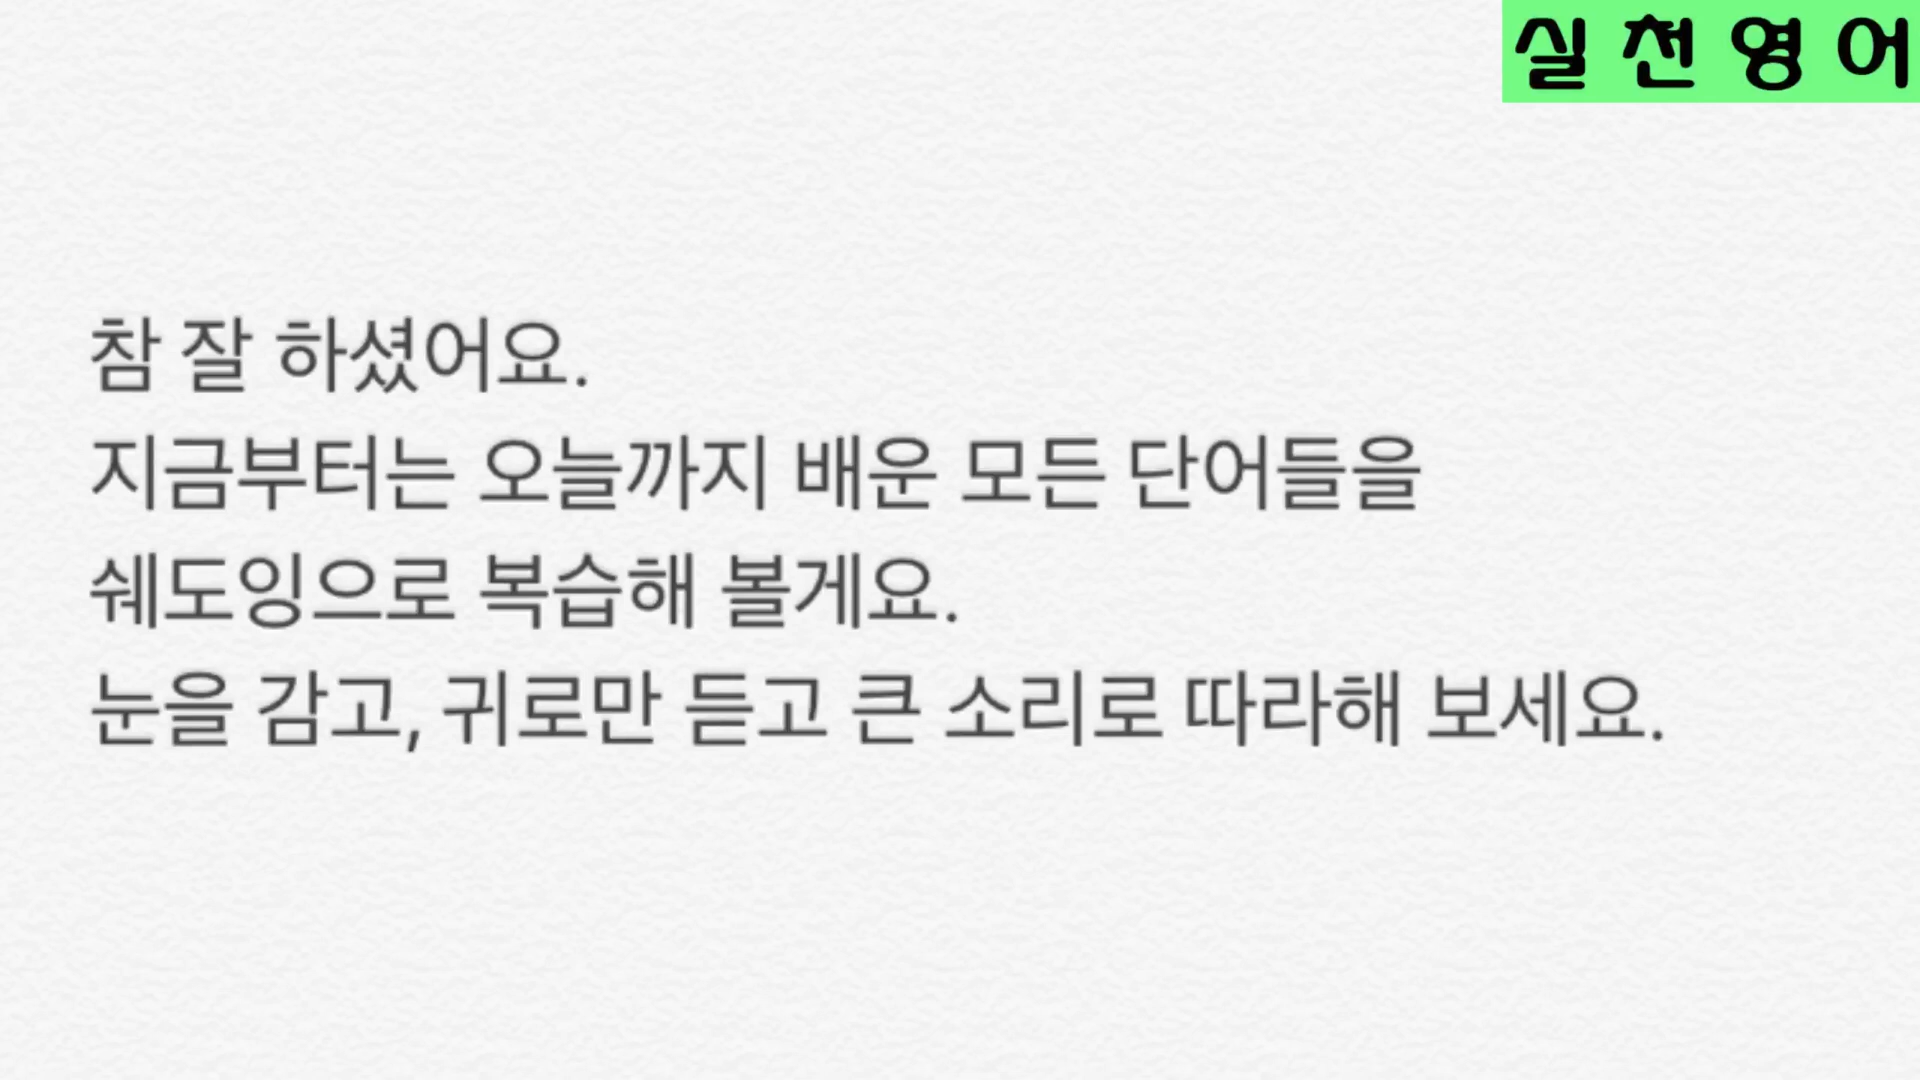 실천영어
참 잘 하셨어요.
지금부터는 오늘까지 배운 모든 단어들을
쉐도잉으로 복습해 볼게요.
눈을 감고, 귀로만 듣고 큰 소리로 따라해 보세요.